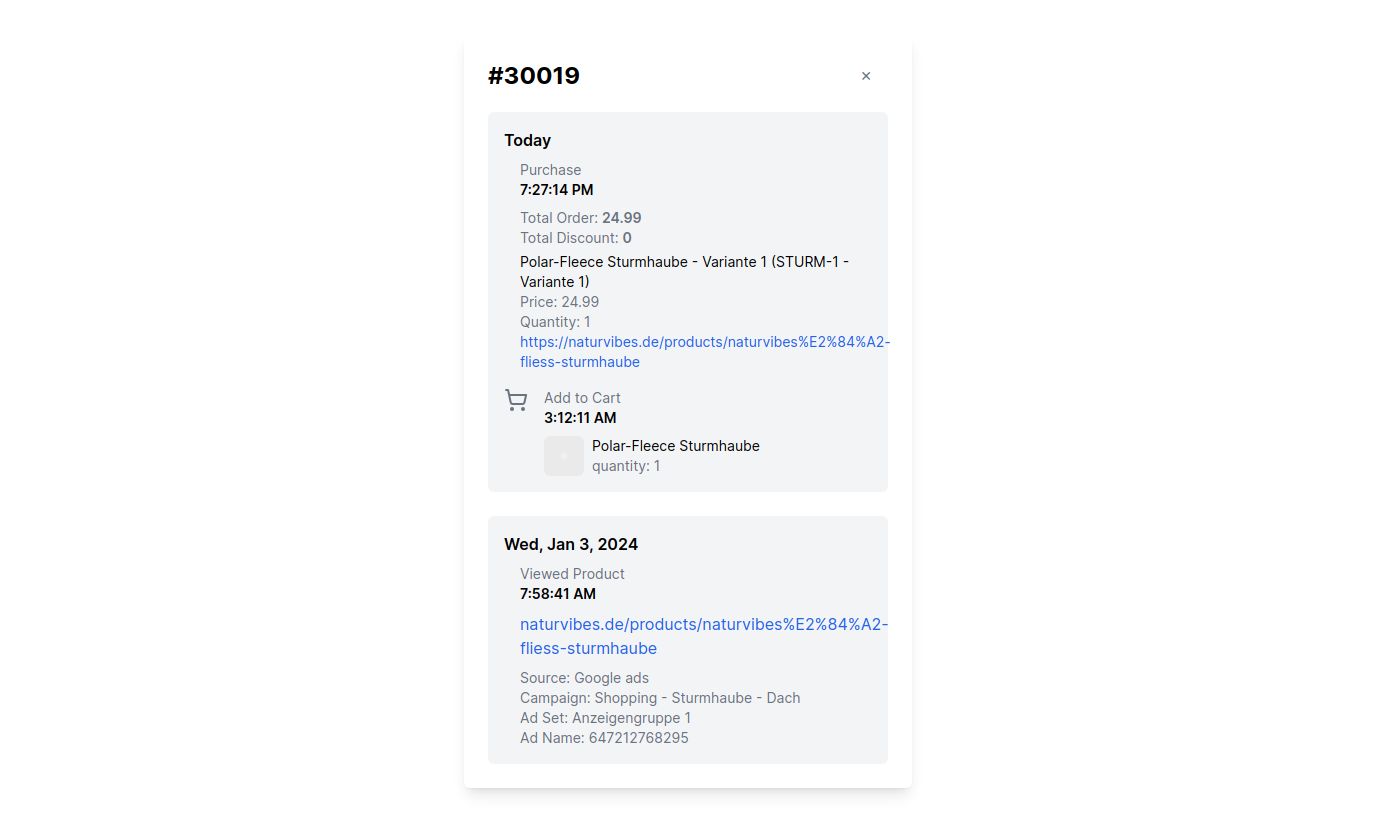 #30019
×
Today
Purchase
7:27:14 PM
Total Order: 24.99
Total Discount: 0
Polar-Fleece Sturmhaube - Variante 1 (STURM-1 -
Variante 1)
Price: 24.99
Quantity: 1
https://naturvibes.de/products/naturvibes%E2%84%A2-
fliess-sturmhaube
Add to Cart
3:12:11 AM
Polar-Fleece Sturmhaube
quantity: 1
Wed, Jan 3, 2024
Viewed Product
7:58:41 AM
naturvibes.de/products/naturvibes%E2%84%A2-
fliess-sturmhaube
Source: Google ads
Campaign: Shopping - Sturmhaube - Dach
Ad Set: Anzeigengruppe 1
Ad Name: 647212768295